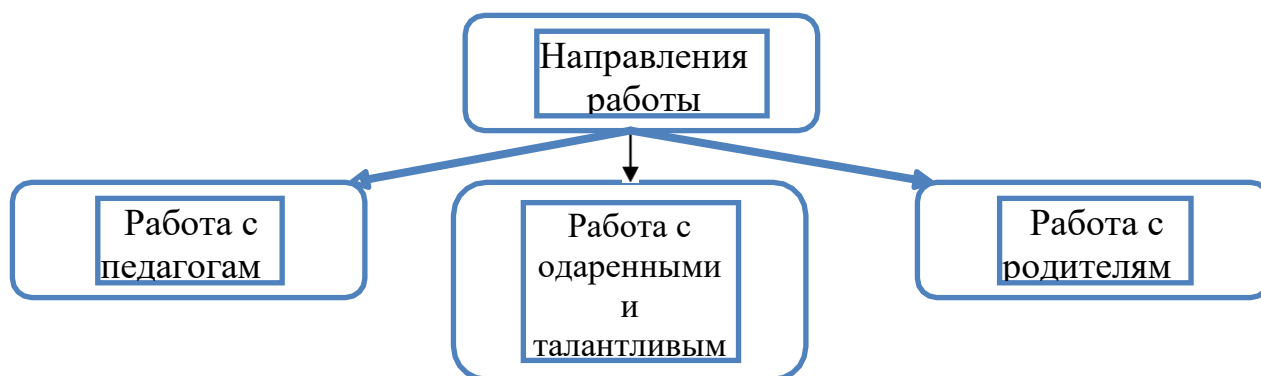 Направления
работы
Работа с
педагогам
Работа с
одаренными
и
талантливым
Работа с
родителям